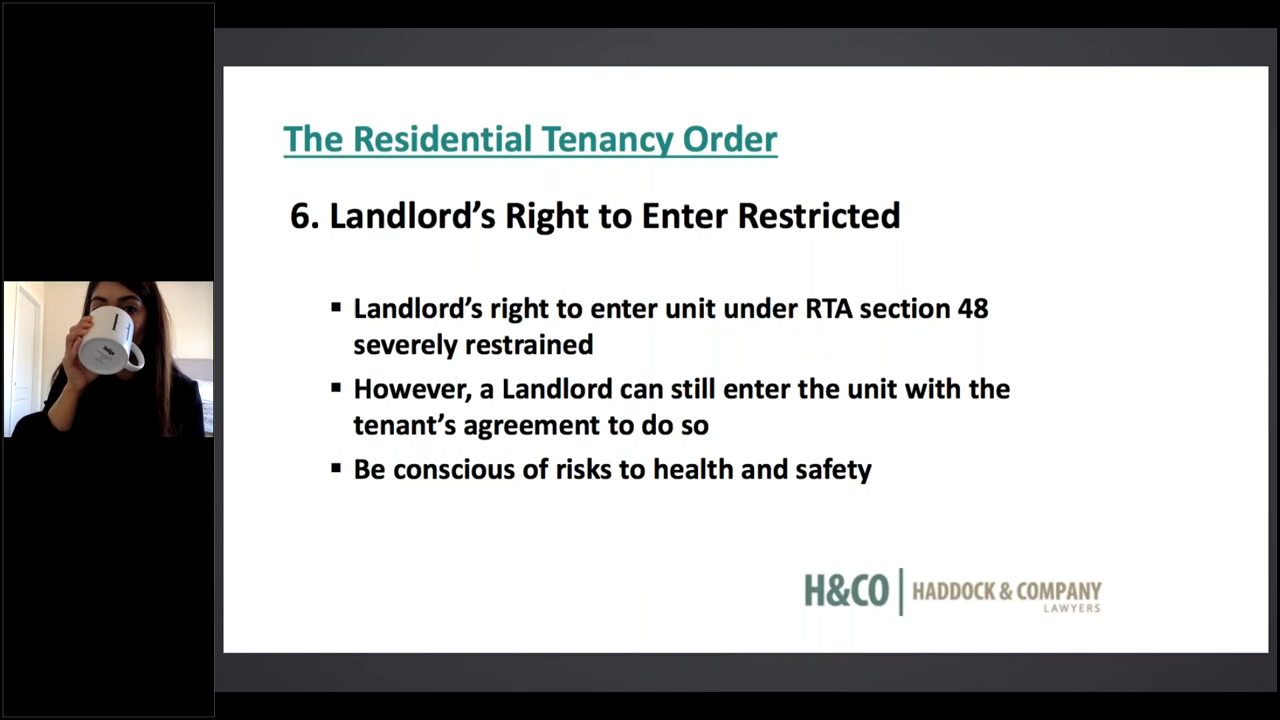 The Residential Tenancy Order
6. Landlord's Right to Enter Restricted
▪ Landlord's right to enter unit under RTA section 48
severely restrained
▪ However, a Landlord can still enter the unit with the
tenant's agreement to do so
▪ Be conscious of risks to health and safety
H&CO
HADDOCK & COMPANY
LAWYERS